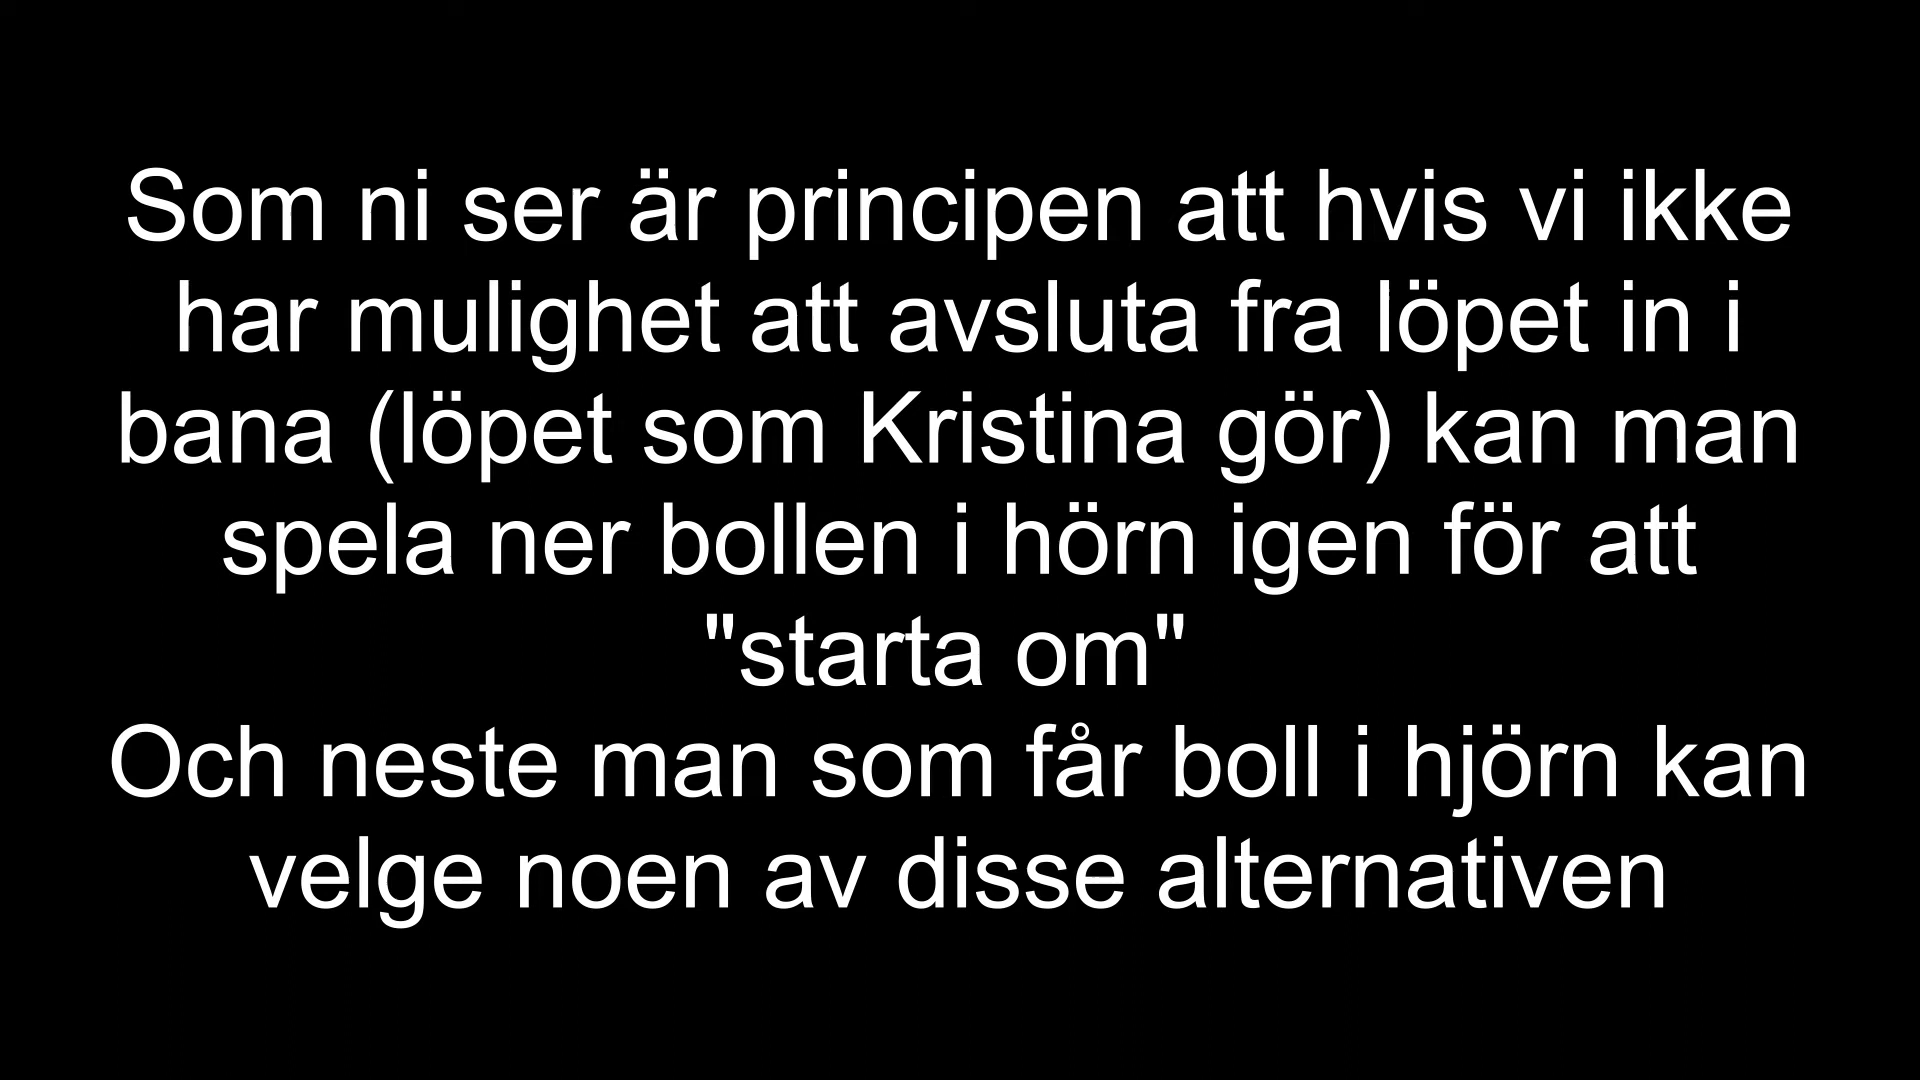 Som ni ser är principen att hvis vi ikke
har mulighet att avsluta fra löpet in i
bana (löpet som Kristina gör) kan man
spela ner bollen i hörn igen för att
"starta om"
Och neste man som får boll i hjörn kan
velge noen av disse alternativen